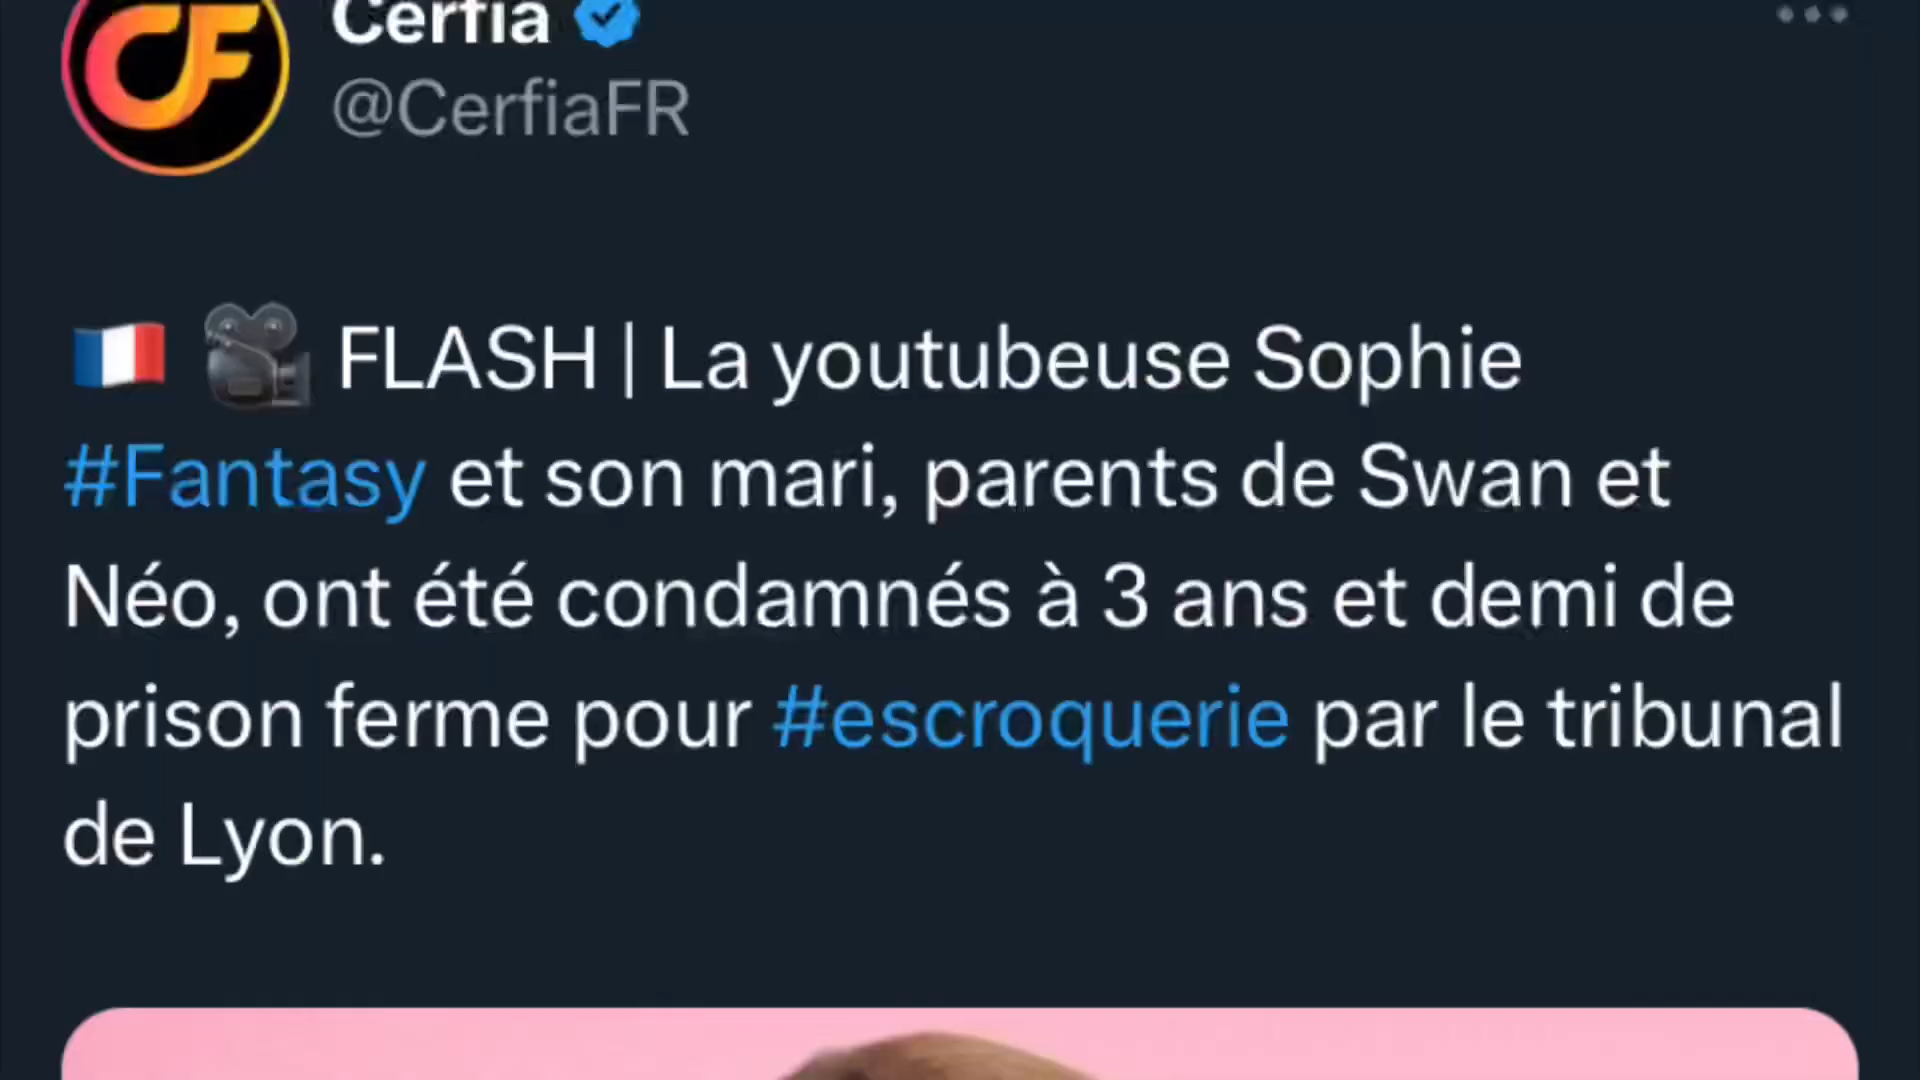 Cerfia
@CerfiaFR
FLASH | La youtubeuse Sophie
#Fantasy et son mari, parents de Swan et
Néo, ont été condamnés à 3 ans et demi de
prison ferme pour #escroquerie par le tribunal
de Lyon.